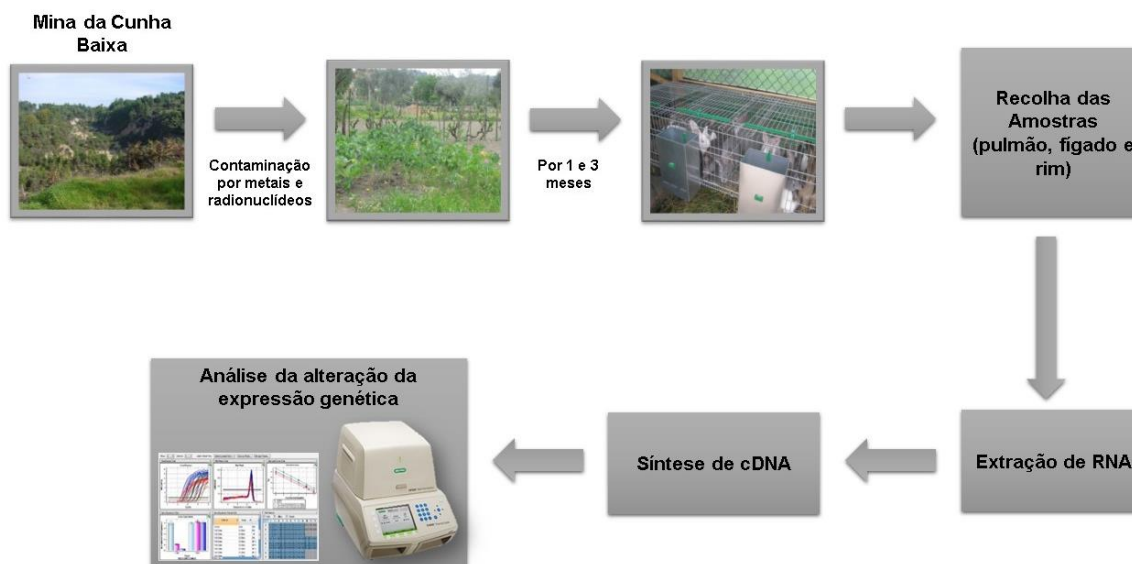 Mina da Cunha
Baixa
Contaminação
por metais e
radionuclídeos
Por 1 e 3
meses
Recolha das
Amostras
(pulmão, fígado e
rim)
Extração de RNA
Síntese de cDNA
Análise da alteração da
expressão genética